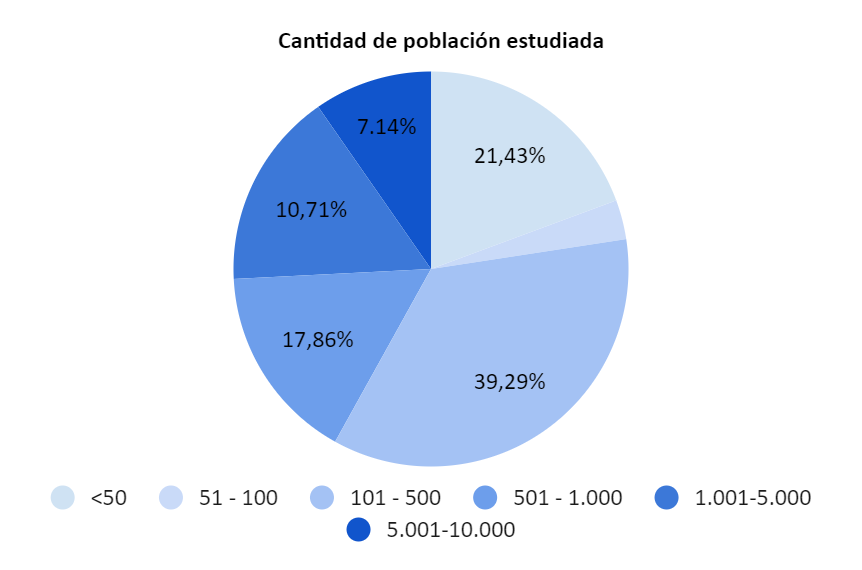 Cantidad de población estudiada
7.14%
21,43%
10,71%
17,86%
39,29%
<50
51 - 100
101 - 500
501 - 1.000
1.001-5.000
5.001-10.000